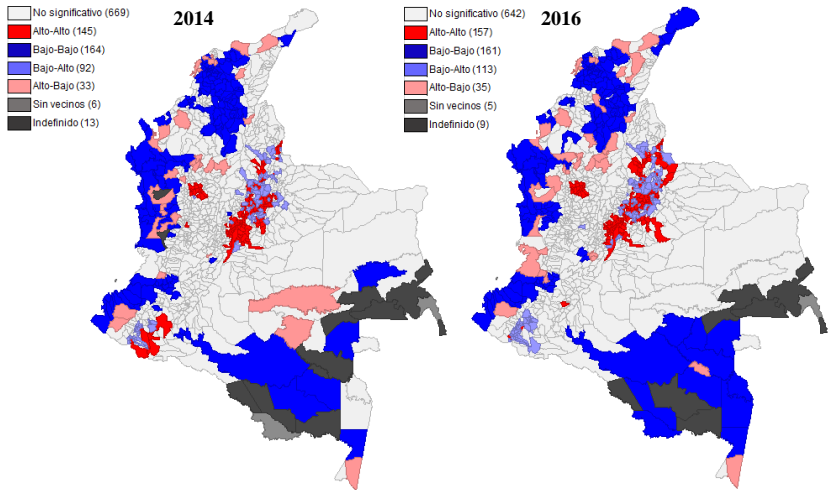 2014
No significativo (669)
Alto-Alto (145)
Bajo-Bajo (164)
Bajo-Alto (92)
Alto-Bajo (33)
Sin vecinos (6)
Indefinido (13)
2016
No significativo (642)
Alto-Alto (157)
Bajo-Bajo (161)
Bajo-Alto (113)
Alto-Bajo (35)
Sin vecinos (5)
Indefinido (9)